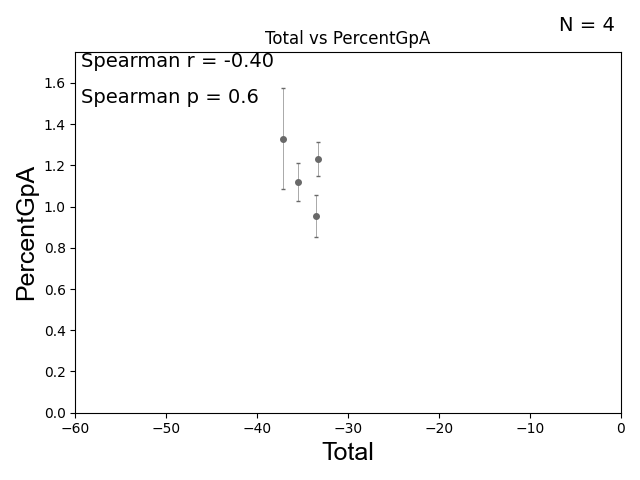 N = 4
Total vs PercentGpA
Spearman r = -0.40
Spearman p = 0.6
PercentGpA
1.6
1.4
1.2
1.0
0.8
0.6
0.4
0.2
0.0
−60 −50 −40 −30 −20 −10 0
Total